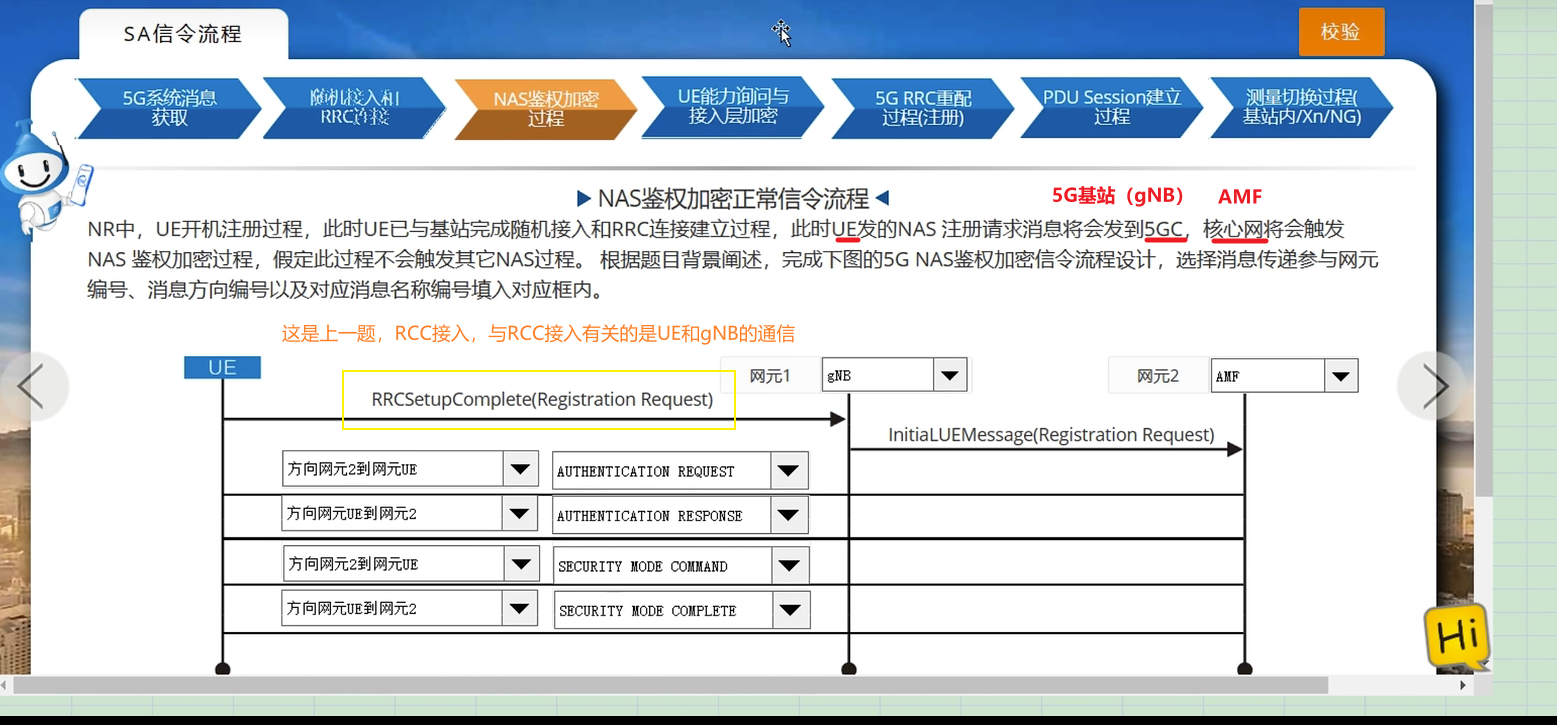 SA信令流程
校验
5G系统消息
获取
随机接入和
RRC连接
NAS鉴权加密
过程
UE能力询问与
接入层加密
5G RRC重配
过程(注册)
PDU Session建立
过程
测量切换过程(
基站内/Xn/NG)
NAS鉴权加密正常信令流程
5G基站（gNB）
AMF
NR中，UE开机注册过程，此时UE已与基站完成随机接入和RRC连接建立过程，此时UE发的NAS 注册请求消息将会发到5GC，核心网将会触发
NAS 鉴权加密过程，假定此过程不会触发其它NAS过程。 根据题目背景阐述，完成下图的5G NAS鉴权加密信令流程设计，选择消息传递参与网元
编号、消息方向编号以及对应消息名称编号填入对应框内。
这是上一题，RCC接入，与RCC接入有关的是UE和gNB的通信
UE
网元1
gNB
网元2
AMF
RRCSetupComplete(Registration Request)
InitiaLUEMessage(Registration Request)
方向网元2到网元UE
AUTHENTICATION REQUEST
方向网元UE到网元2
AUTHENTICATION RESPONSE
方向网元2到网元UE
SECURITY MODE COMMAND
方向网元UE到网元2
SECURITY MODE COMPLETE
Hi